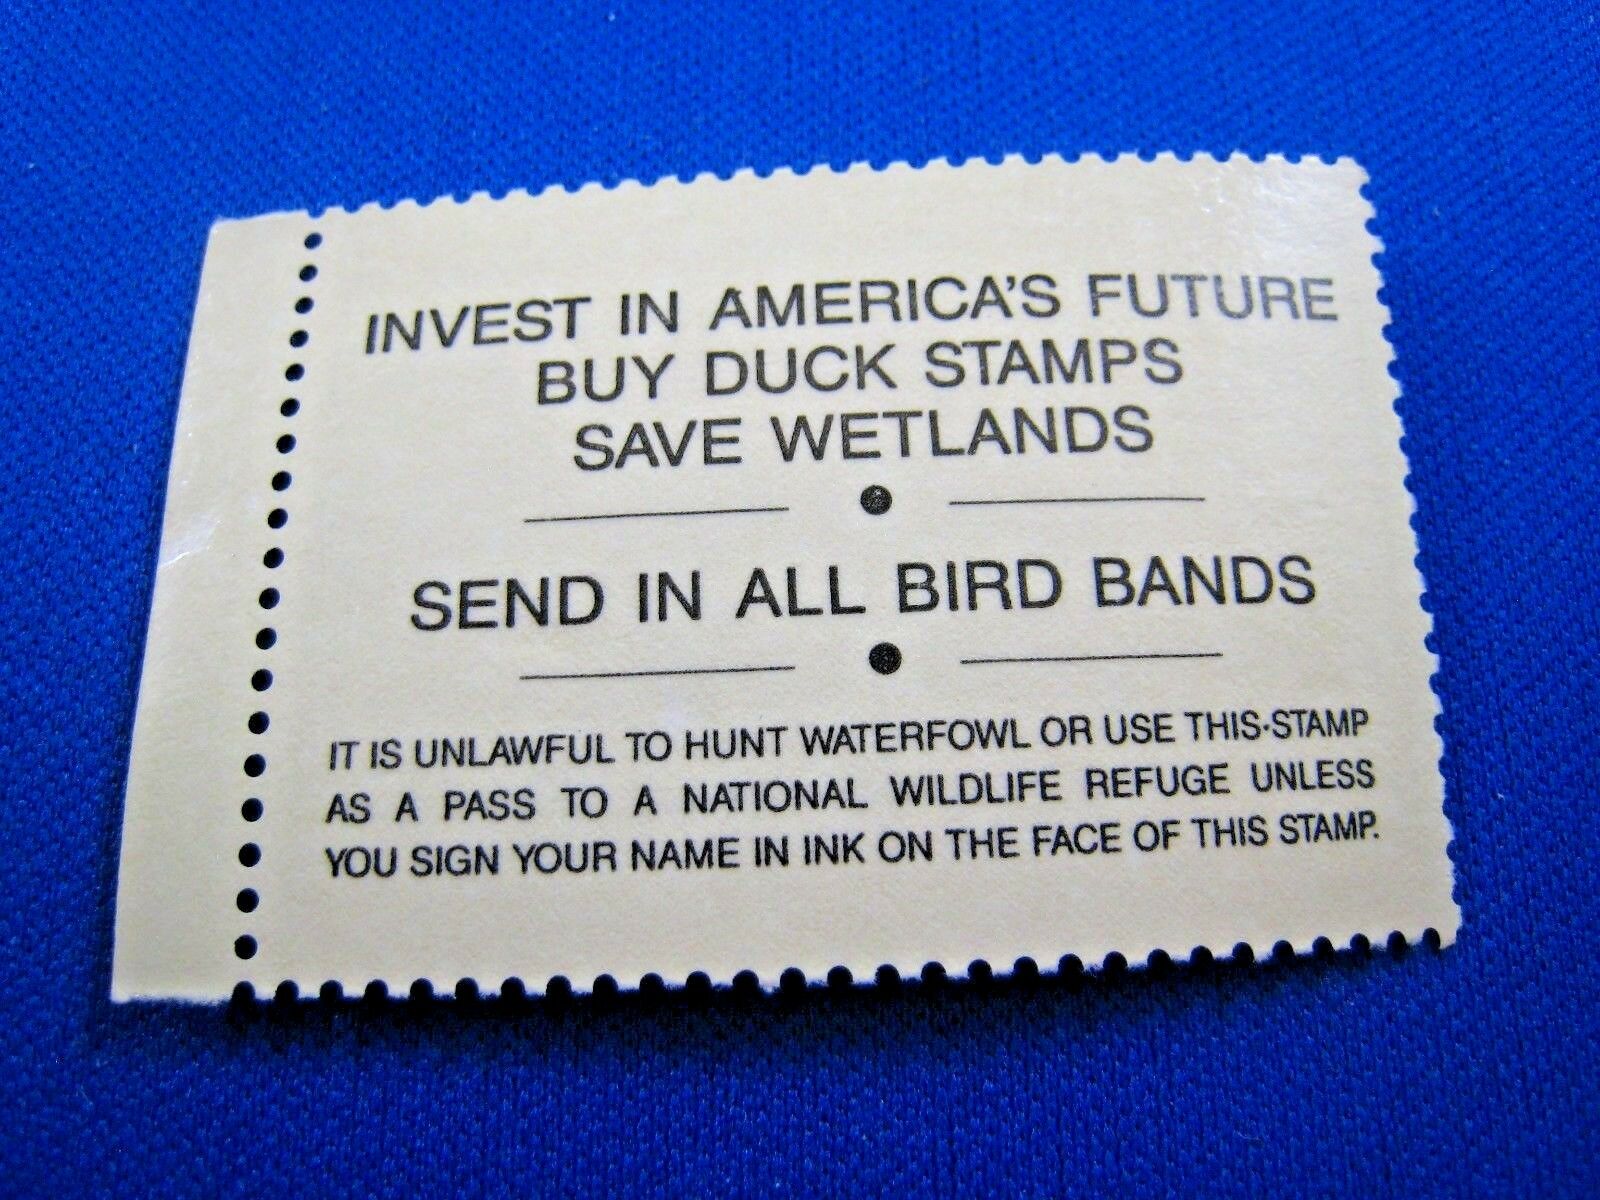 INVEST IN AMERICA'S FUTURE
BUY DUCK STAMPS
SAVE WETLANDS
SEND IN ALL BIRD BANDS
IT IS UNLAWFUL TO HUNT WATERFOWL OR USE THIS·STAMP
AS A PASS TO A NATIONAL WILDLIFE REFUGE UNLESS
YOU SIGN YOUR NAME IN INK ON THE FACE OF THIS STAMP.